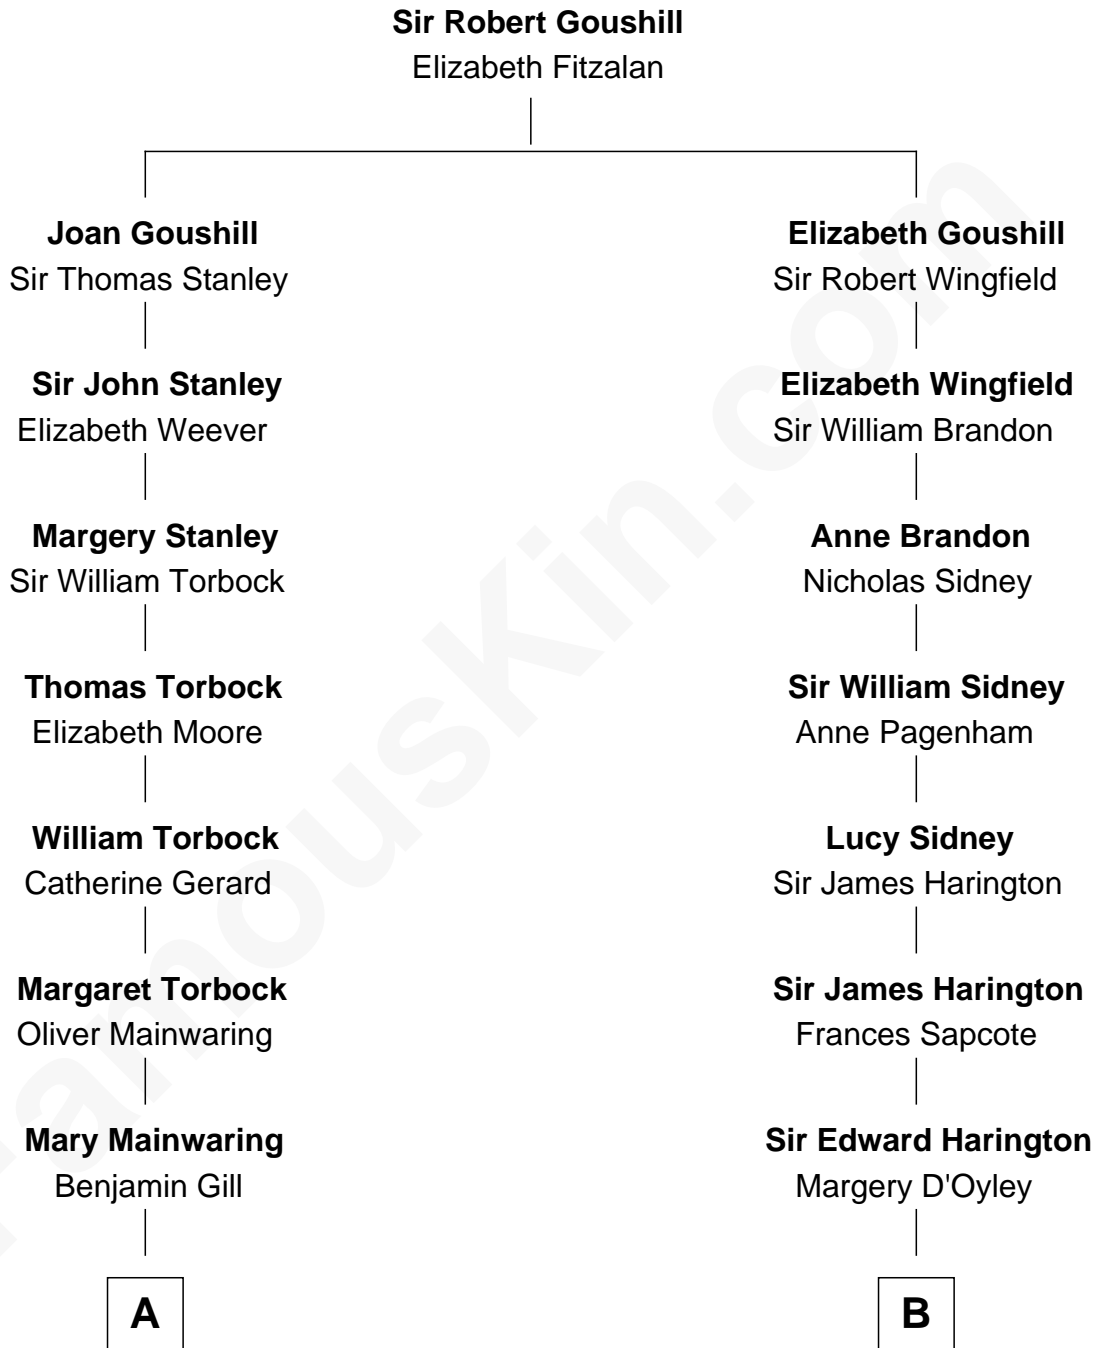 Sir Robert Goushill
Elizabeth Fitzalan
Joan Goushill
Sir Thomas Stanley
Elizabeth Goushill
Sir Robert Wingfield
Sir John Stanley
Elizabeth Weever
Elizabeth Wingfield
Sir William Brandon
Margery Stanley
Sir William Torbock
Anne Brandon
Nicholas Sidney
Thomas Torbock
Elizabeth Moore
Sir William Sidney
Anne Pagenham
William Torbock
Catherine Gerard
Lucy Sidney
Sir James Harington
Margaret Torbock
Oliver Mainwaring
Sir James Harington
Frances Sapcote
Mary Mainwaring
Benjamin Gill
Sir Edward Harington
Margery D'Oyley
A
B
FamousKin.com